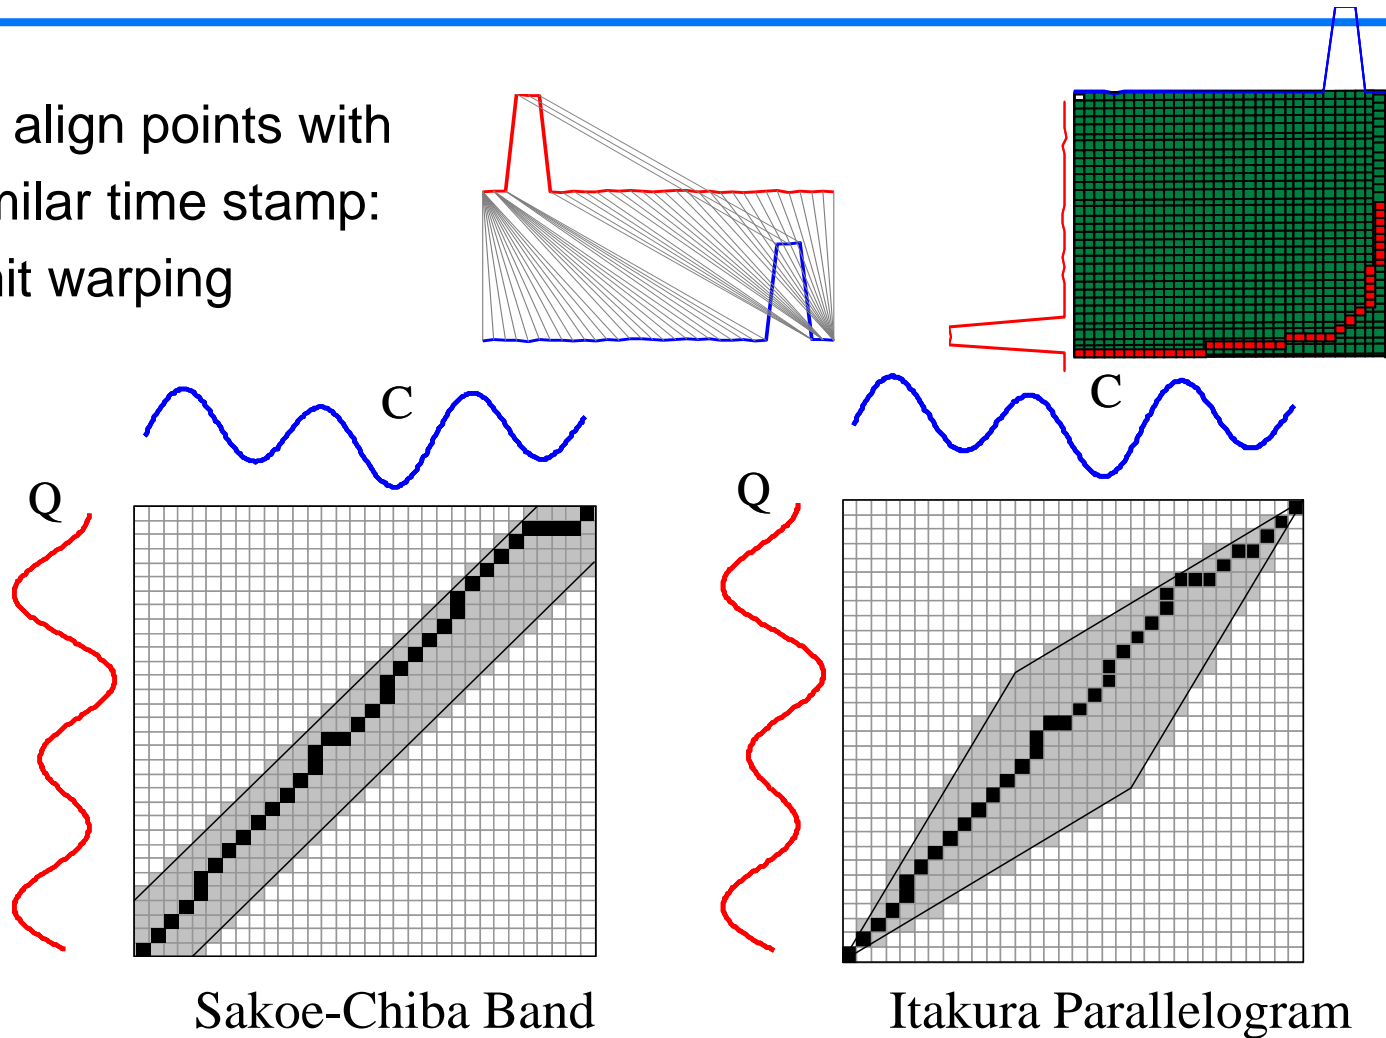 align points with
milar time stamp:
it warping
C
C
Q
Q
Sakoe-Chiba Band
Itakura Parallelogram